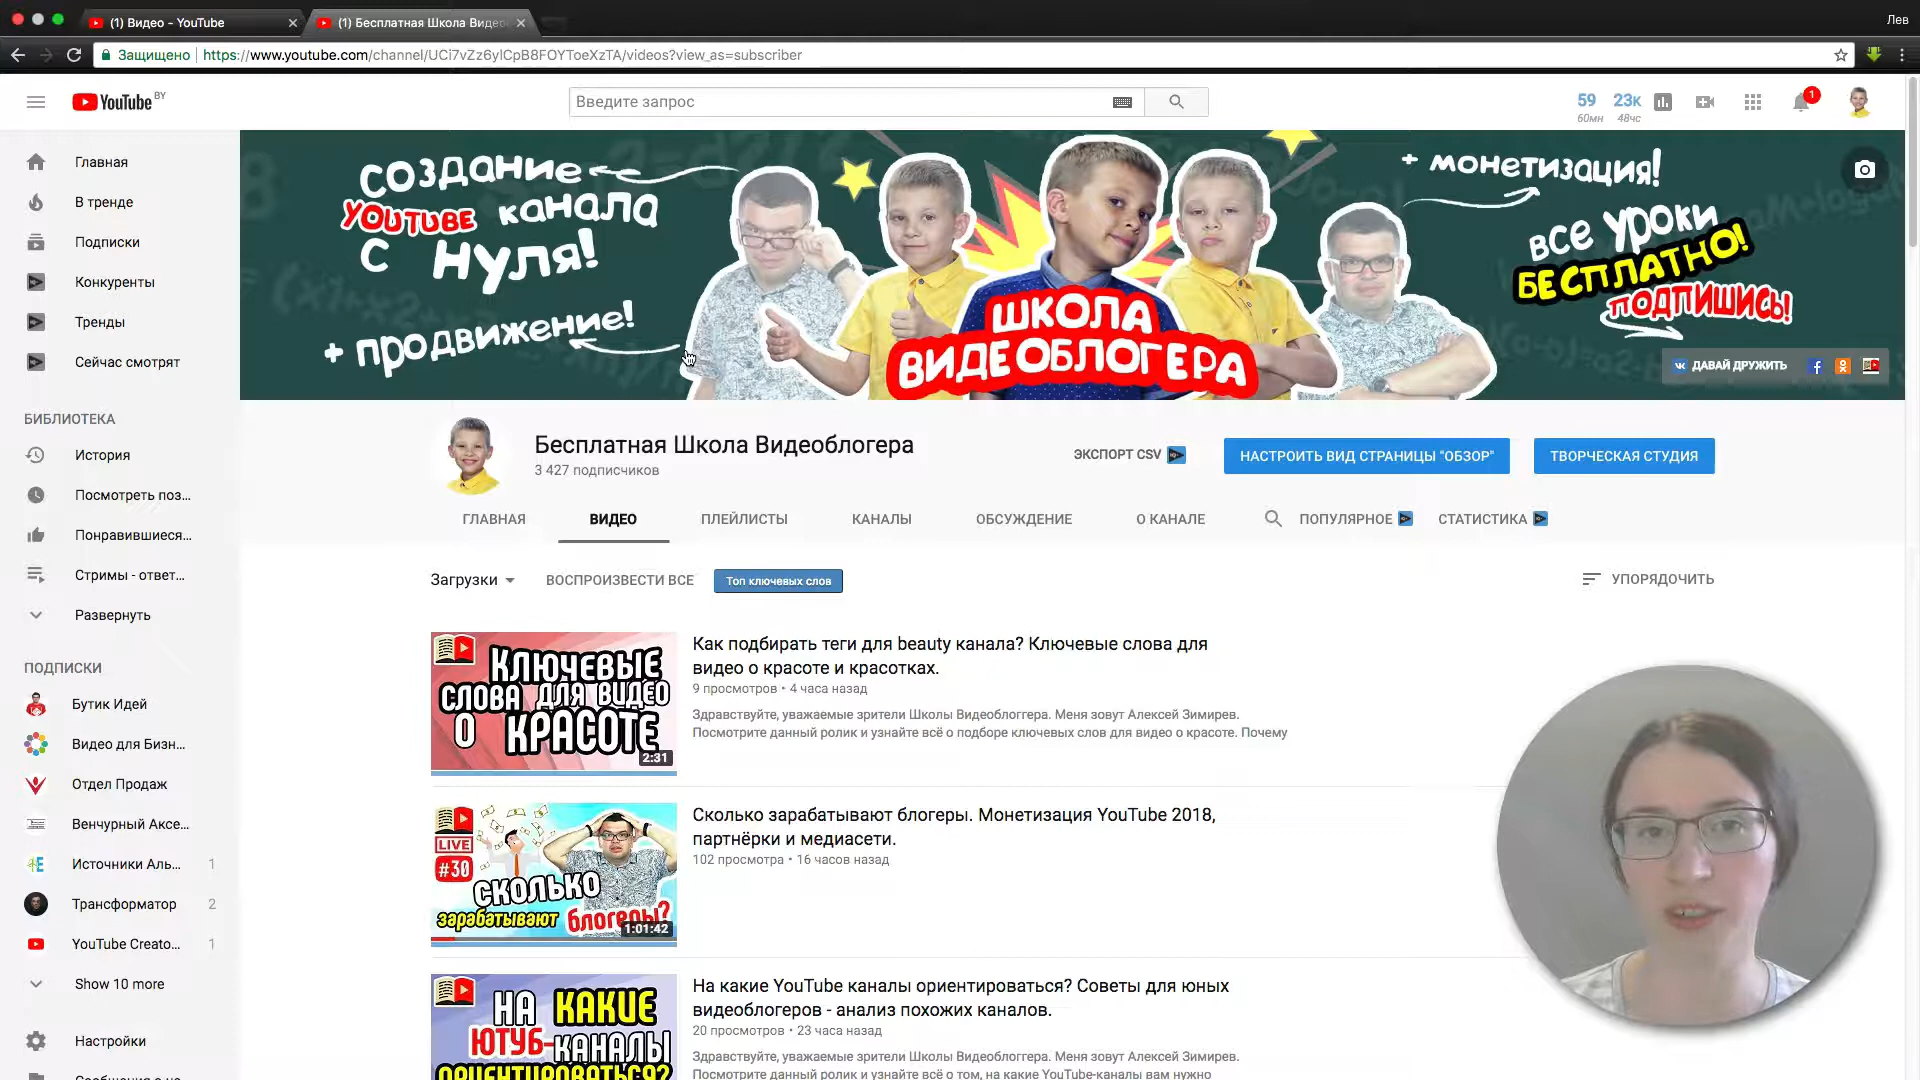 (1) Видео - YouTube
(1) Бесплатная Школа Видео
Лев
Защищено
https://www.youtube.com/channel/UCi7vZz6ylCpB8FOYToeXzTA/videos?view_as=subscriber
YouTube BY
Введите запрос
59
60мн
23к
48чс
1
Главная
В тренде
Подписки
Конкуренты
Тренды
Сейчас смотрят
БИБЛИОТЕКА
История
Посмотреть поз...
Понравившиеся...
Стримы - ответ...
Развернуть
ПОДПИСКИ
Бутик Идей
Видео для Бизн...
Отдел Продаж
Венчурный Аксе...
Источники Аль... 1
Трансформатор 2
YouTube Creato... 1
Show 10 more
Настройки
создание
YOUTUBE канала
с нуля!
+ продвижение!
ШКОЛА
ВИДЕОБЛОГЕРА
+ монетизация!
все уроки
БЕСПЛАТНО!
ПОДПИШИСЬ!
ДАВАЙ ДРУЖИТЬ
Бесплатная Школа Видеоблогера
3 427 подписчиков
ЭКСПОРТ CSV
НАСТРОИТЬ ВИД СТРАНИЦЫ "ОБЗОР"
ТВОРЧЕСКАЯ СТУДИЯ
ГЛАВНАЯ
ВИДЕО
ПЛЕЙЛИСТЫ
КАНАЛЫ
ОБСУЖДЕНИЕ
О КАНАЛЕ
ПОПУЛЯРНОЕ
СТАТИСТИКА
Загрузки
ВОСПРОИЗВЕСТИ ВСЕ
Топ ключевых слов
УПОРЯДОЧИТЬ
КЛЮЧЕВЫЕ
СЛОВА ДЛЯ ВИДЕО
О КРАСОТЕ
2:31
Как подбирать теги для beauty канала? Ключевые слова для
видео о красоте и красотках.
9 просмотров • 4 часа назад
Здравствуйте, уважаемые зрители Школы Видеоблоггера. Меня зовут Алексей Зимирев.
Посмотрите данный ролик и узнайте всё о подборе ключевых слов для видео о красоте. Почему
LIVE
#30
СКОЛЬКО
зарабатывают блогеры?
1:01:42
Сколько зарабатывают блогеры. Монетизация YouTube 2018,
партнёрки и медиасети.
102 просмотра • 16 часов назад
НА КАКИЕ
ЮТУБ-КАНАЛЫ
ОРИЕНТИРОВАТЬСЯ?
На какие YouTube каналы ориентироваться? Советы для юных
видеоблогеров - анализ похожих каналов.
20 просмотров • 23 часа назад
Здравствуйте, уважаемые зрители Школы Видеоблоггера. Меня зовут Алексей Зимирев.
Посмотрите данный ролик и узнайте всё о том, на какие YouTube-каналы вам нужно